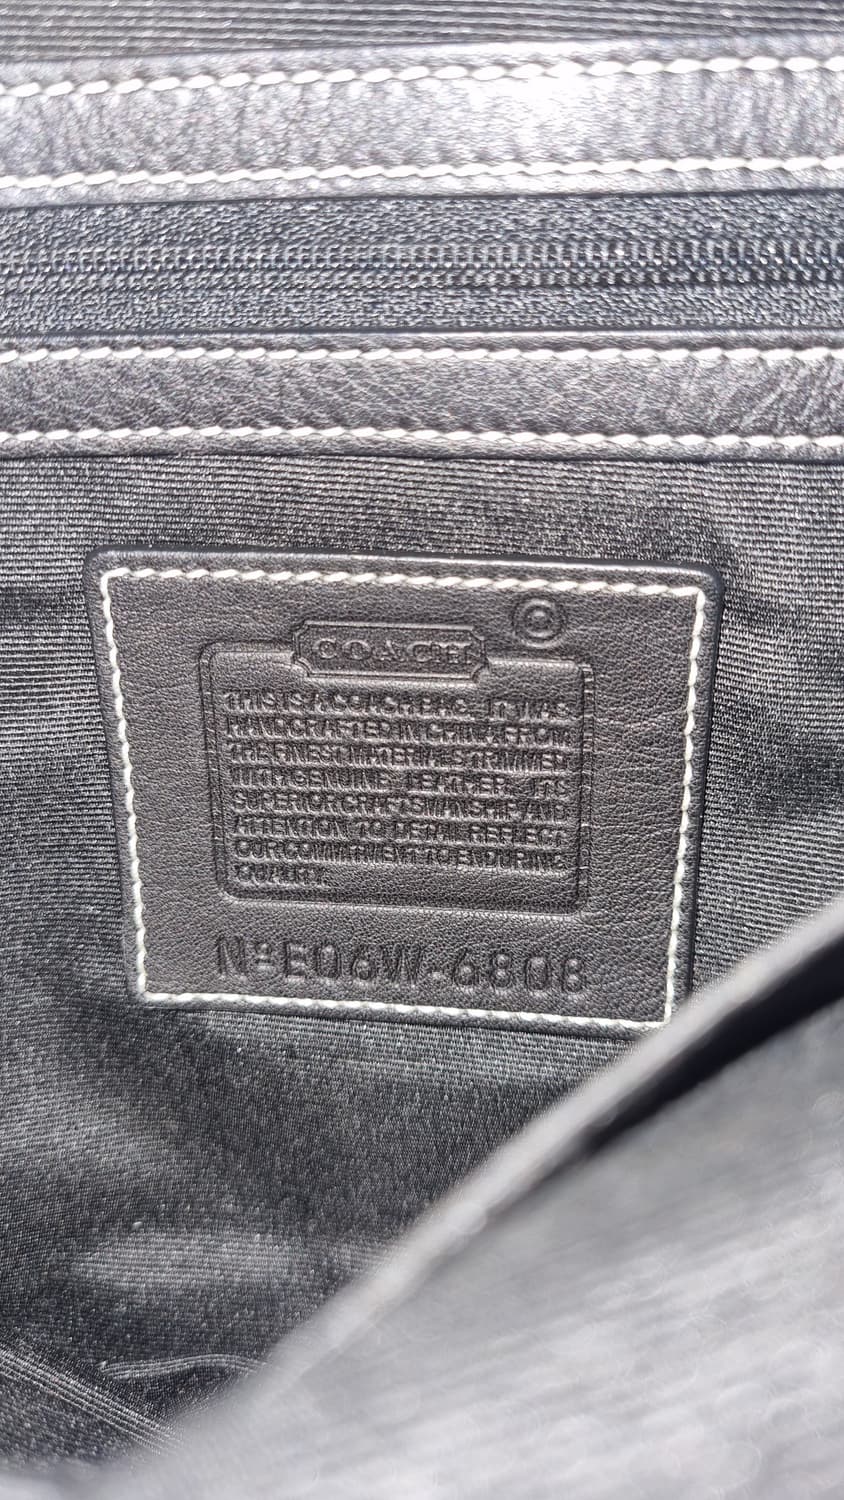 ©
COACH
THIS IS A COACH BAG. IT WAS
HANDCRAFTED IN CHINA FROM
THE FINEST MATERIALS TRIMMED
WITH GENUINE LEATHER. ITS
SUPERIOR CRAFTSMANSHIP AND
ATTENTION TO DETAIL REFLECT
OUR COMMITMENT TO ENDURING
QUALITY.
Nº E06W-6808